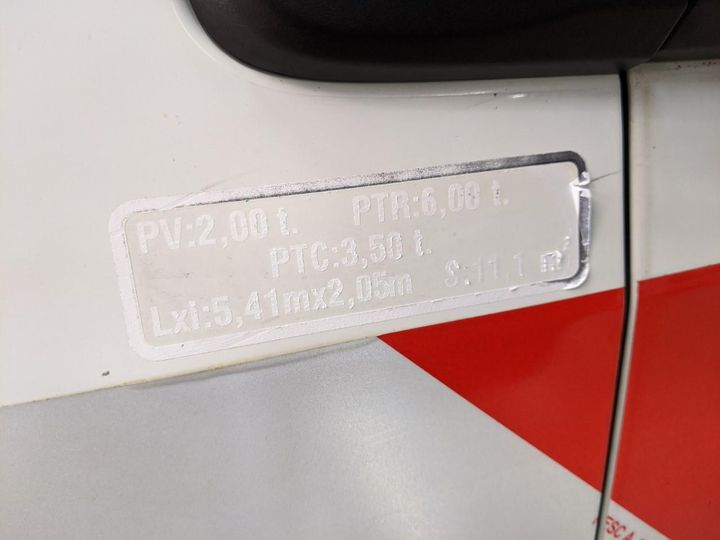 PV:2,00 t. PTR:6,00 t.
PTC:3,50 t.
Lxi:5,41mx2,05m S:11,1 m²